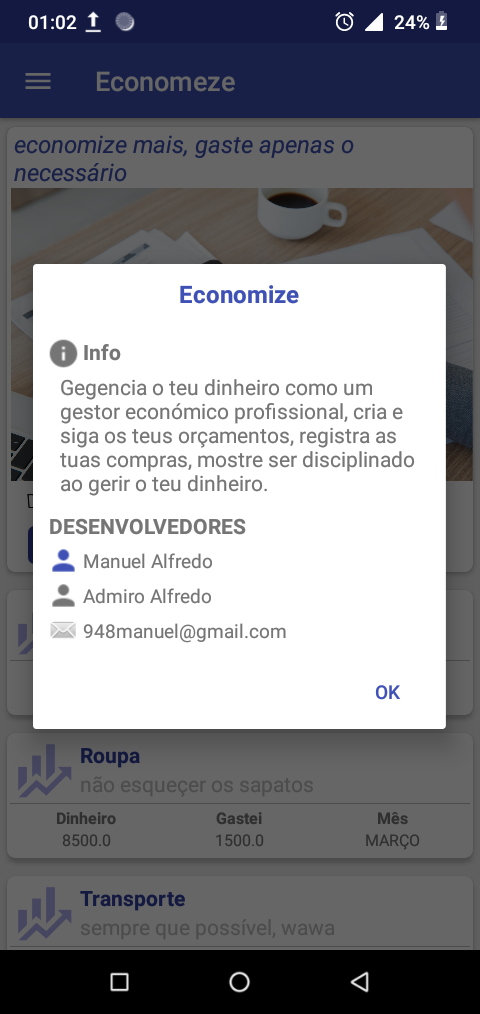 01:02
24%
Economeze
economize mais, gaste apenas o
necessário
Economize
Info
Gegencia o teu dinheiro como um
gestor económico profissional, cria e
siga os teus orçamentos, registra as
tuas compras, mostre ser disciplinado
ao gerir o teu dinheiro.
DESENVOLVEDORES
Manuel Alfredo
Admiro Alfredo
948manuel@gmail.com
OK
Roupa
não esqueçer os sapatos
Dinheiro Gastei Mês
8500.0 1500.0 MARÇO
Transporte
sempre que possível, wawa